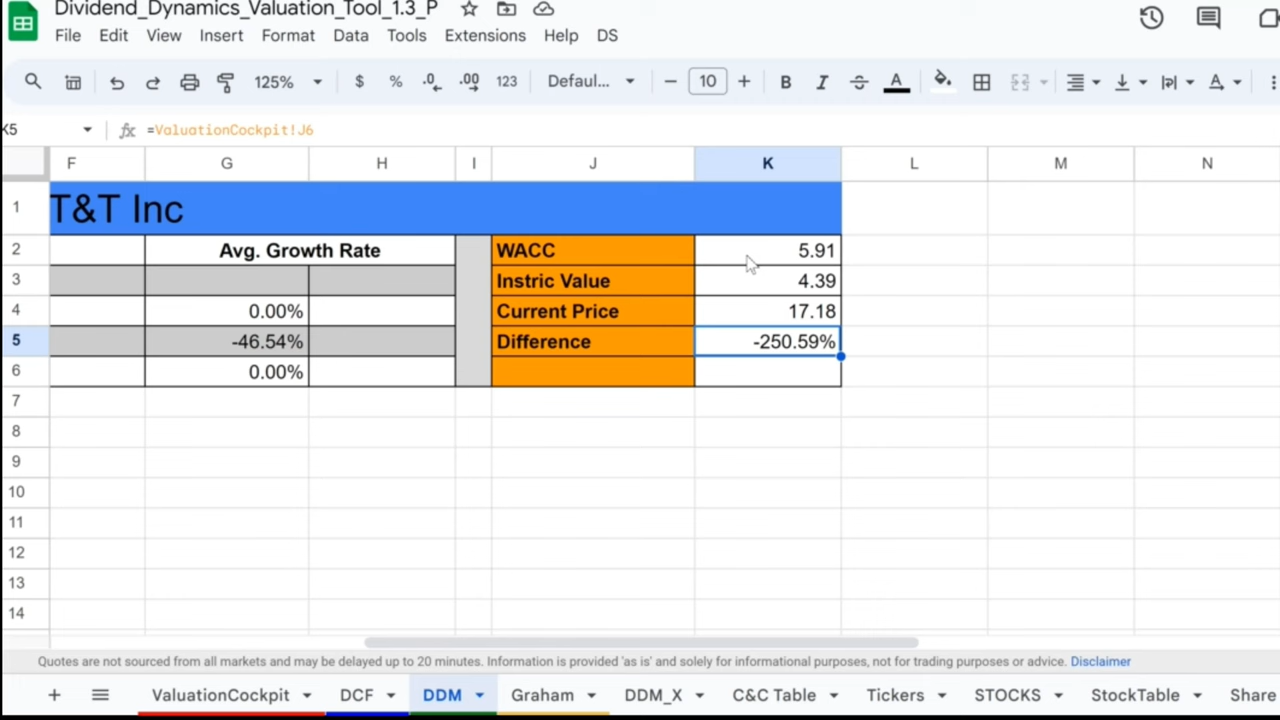 Dividend_Dynamics_Valuation_Tool_1.3_P
File Edit View Insert Format Data Tools Extensions Help DS
125% $ % .0 .00 123 Defaul... − 10 + B I A
K5 fx =ValuationCockpit!J6
F G H I J K L M N
1 T&T Inc
2 Avg. Growth Rate WACC 5.91
3 Instric Value 4.39
4 0.00% Current Price 17.18
5 -46.54% Difference -250.59%
6 0.00%
7
8
9
10
11
12
13
14
Quotes are not sourced from all markets and may be delayed up to 20 minutes. Information is provided 'as is' and solely for informational purposes, not for trading purposes or advice. Disclaimer
+ ValuationCockpit DCF DDM Graham DDM_X C&C Table Tickers STOCKS StockTable Share